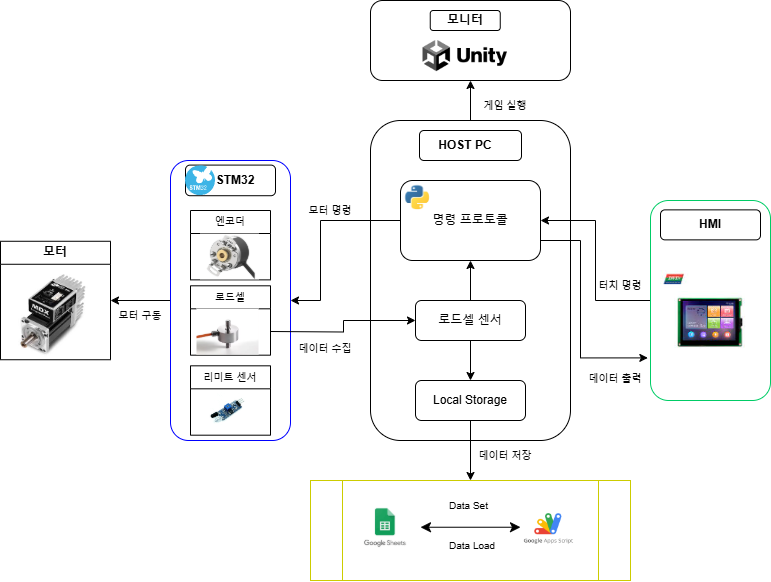 모니터
Unity
게임 실행
HOST PC
STM32
STM32
모터 명령
명령 프로토콜
HMI
엔코더
모터
MDX
모터 구동
로드셀
데이터 수집
로드셀 센서
터치 명령
데이터 출력
리미트 센서
Local Storage
데이터 저장
Data Set
Google Sheets
Google Apps Script
Data Load